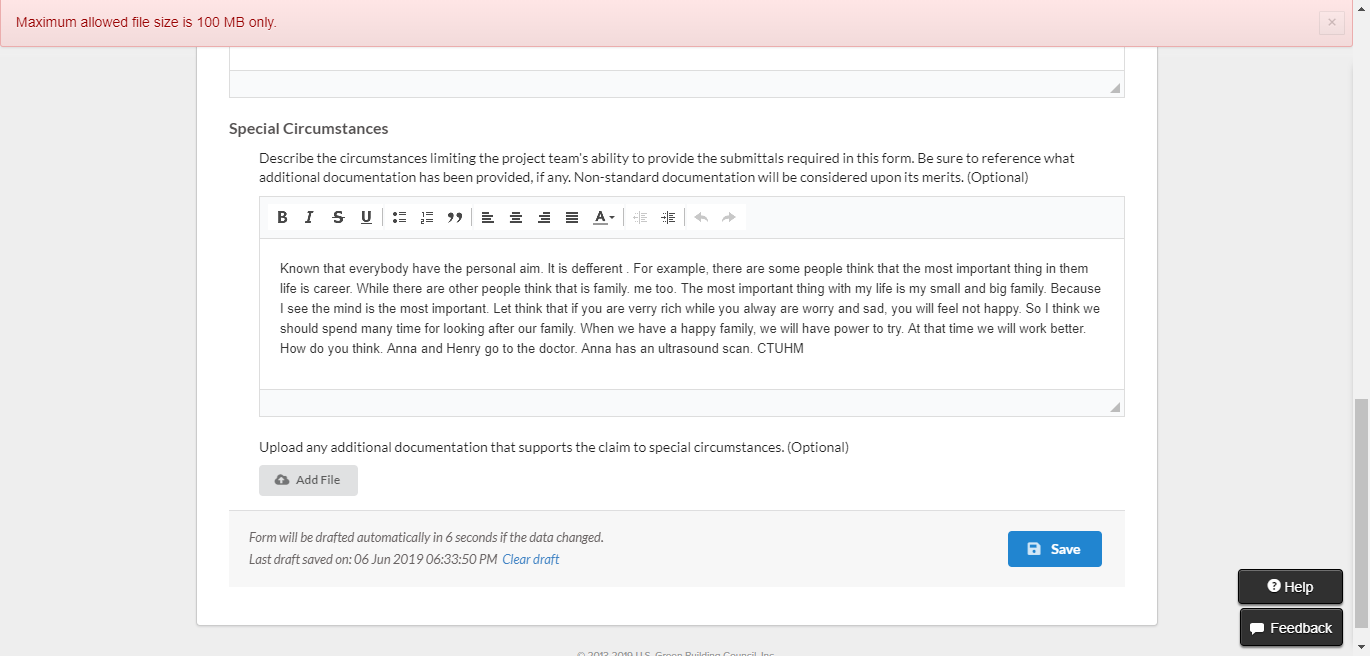 Maximum allowed file size is 100 MB only.
×
Special Circumstances
Describe the circumstances limiting the project team's ability to provide the submittals required in this form. Be sure to reference what
additional documentation has been provided, if any. Non-standard documentation will be considered upon its merits. (Optional)
B I S U A
Known that everybody have the personal aim. It is defferent . For example, there are some people think that the most important thing in them
life is career. While there are other people think that is family. me too. The most important thing with my life is my small and big family. Because
I see the mind is the most important. Let think that if you are verry rich while you alway are worry and sad, you will feel not happy. So I think we
should spend many time for looking after our family. When we have a happy family, we will have power to try. At that time we will work better.
How do you think. Anna and Henry go to the doctor. Anna has an ultrasound scan. CTUHM
Upload any additional documentation that supports the claim to special circumstances. (Optional)
Add File
Form will be drafted automatically in 6 seconds if the data changed.
Last draft saved on: 06 Jun 2019 06:33:50 PM Clear draft
Save
Help
Feedback
© 2013-2019 U.S. Green Building Council, Inc.